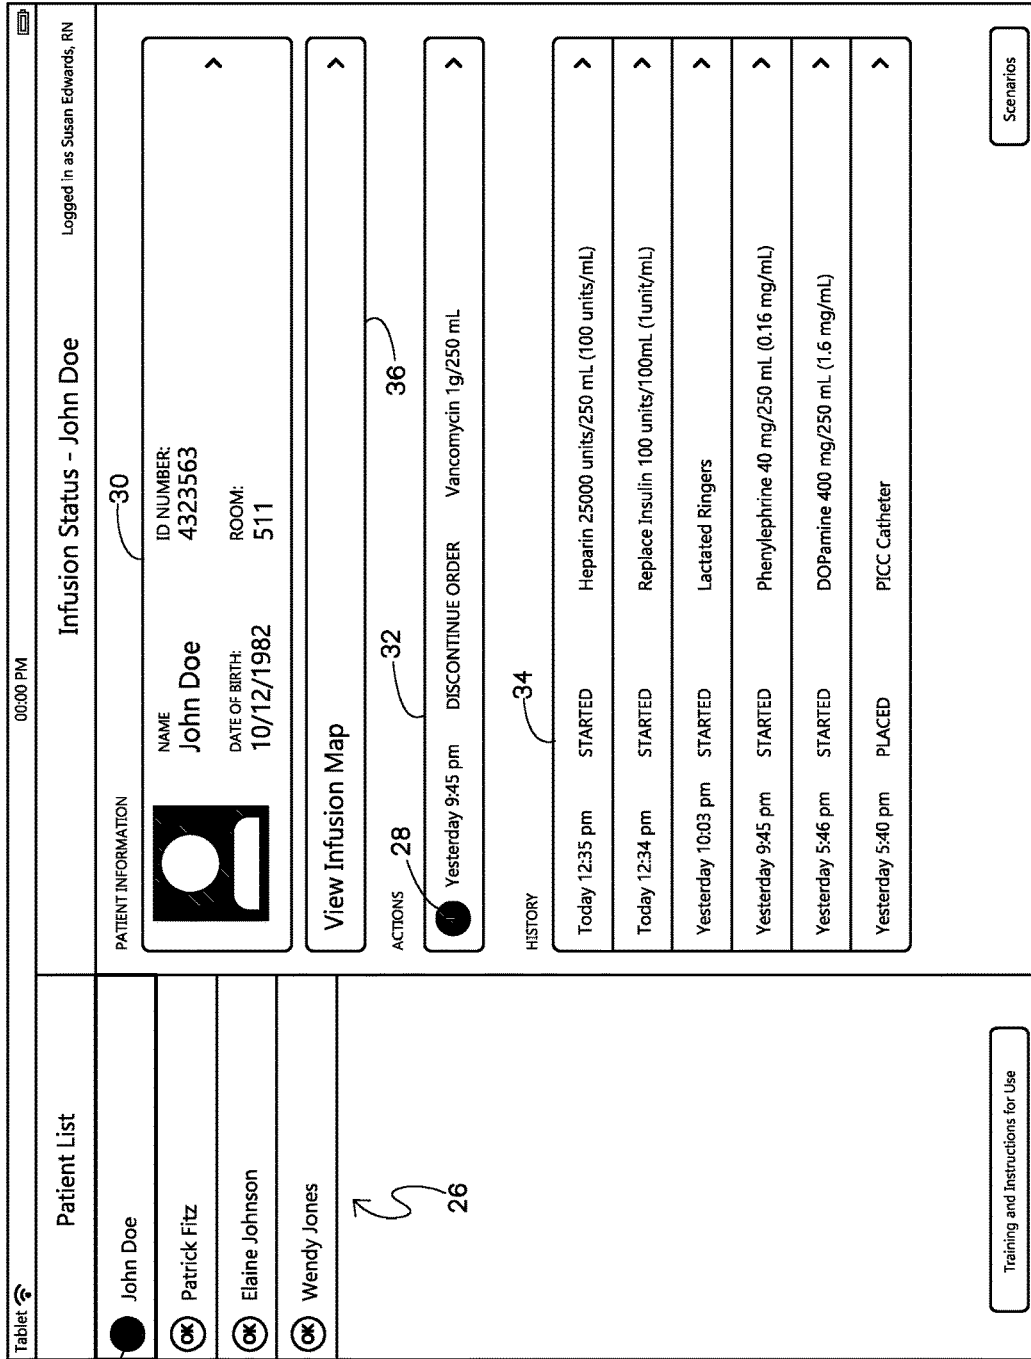 Tablet 00:00 PM
Patient List
Infusion Status - John Doe
Logged in as Susan Edwards, RN
John Doe
OK Patrick Fitz
OK Elaine Johnson
OK Wendy Jones
26
Training and Instructions for Use
PATIENT INFORMATION
30
NAME
John Doe
ID NUMBER:
4323563
DATE OF BIRTH:
10/12/1982
ROOM:
511
View Infusion Map
36
ACTIONS
28
32
Yesterday 9:45 pm DISCONTINUE ORDER Vancomycin 1g/250 mL
HISTORY
34
Today 12:35 pm STARTED Heparin 25000 units/250 mL (100 units/mL)
Today 12:34 pm STARTED Replace Insulin 100 units/100mL (1unit/mL)
Yesterday 10:03 pm STARTED Lactated Ringers
Yesterday 9:45 pm STARTED Phenylephrine 40 mg/250 mL (0.16 mg/mL)
Yesterday 5:46 pm STARTED DOPamine 400 mg/250 mL (1.6 mg/mL)
Yesterday 5:40 pm PLACED PICC Catheter
Scenarios